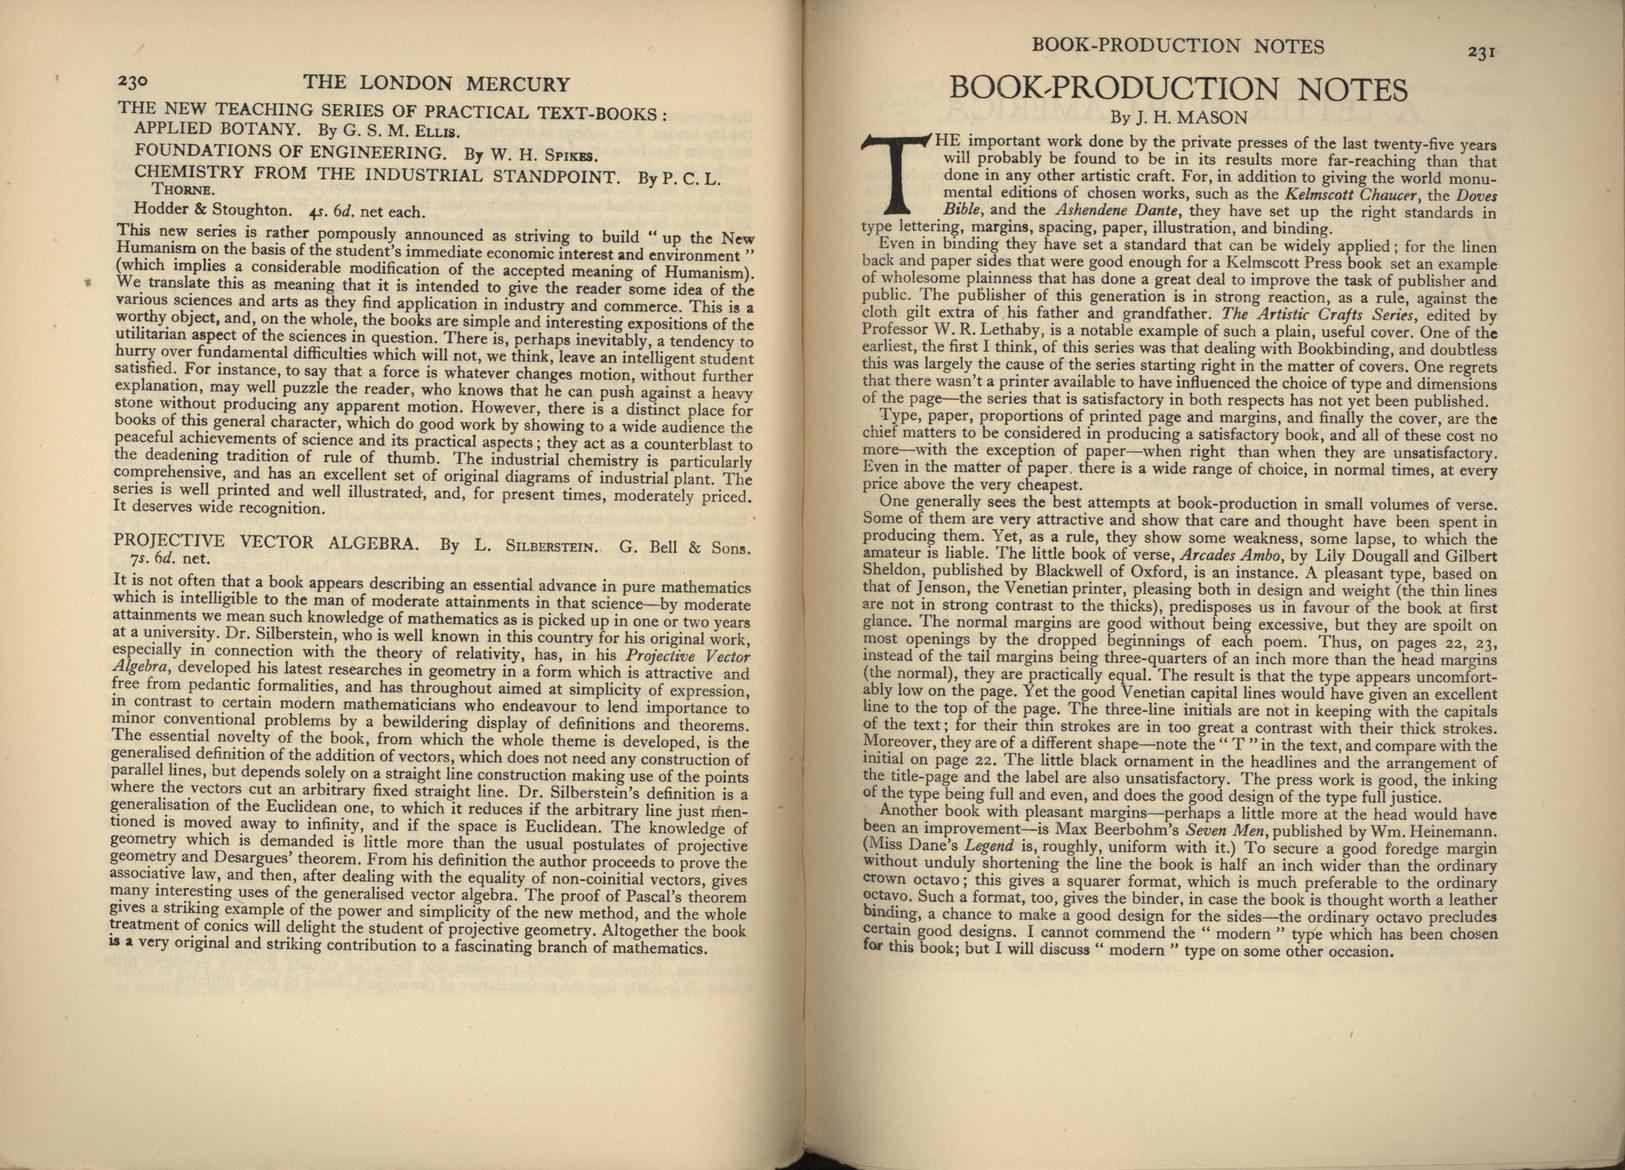 230 THE LONDON MERCURY
THE NEW TEACHING SERIES OF PRACTICAL TEXT-BOOKS :
APPLIED BOTANY. By G. S. M. ELLIS.
FOUNDATIONS OF ENGINEERING. By W. H. SPIKES.
CHEMISTRY FROM THE INDUSTRIAL STANDPOINT. By P. C. L.
THORNE.
Hodder & Stoughton. 4s. 6d. net each.
This new series is rather pompously announced as striving to build “ up the New
Humanism on the basis of the student's immediate economic interest and environment ”
(which implies a considerable modification of the accepted meaning of Humanism).
We translate this as meaning that it is intended to give the reader some idea of the
various sciences and arts as they find application in industry and commerce. This is a
worthy object, and, on the whole, the books are simple and interesting expositions of the
utilitarian aspect of the sciences in question. There is, perhaps inevitably, a tendency to
hurry over fundamental difficulties which will not, we think, leave an intelligent student
satisfied. For instance, to say that a force is whatever changes motion, without further
explanation, may well puzzle the reader, who knows that he can push against a heavy
stone without producing any apparent motion. However, there is a distinct place for
books of this general character, which do good work by showing to a wide audience the
peaceful achievements of science and its practical aspects ; they act as a counterblast to
the deadening tradition of rule of thumb. The industrial chemistry is particularly
comprehensive, and has an excellent set of original diagrams of industrial plant. The
series is well printed and well illustrated, and, for present times, moderately priced.
It deserves wide recognition.
PROJECTIVE VECTOR ALGEBRA. By L. SILBERSTEIN. G. Bell & Sons.
7s. 6d. net.
It is not often that a book appears describing an essential advance in pure mathematics
which is intelligible to the man of moderate attainments in that science—by moderate
attainments we mean such knowledge of mathematics as is picked up in one or two years
at a university. Dr. Silberstein, who is well known in this country for his original work,
especially in connection with the theory of relativity, has, in his Projective Vector
Algebra, developed his latest researches in geometry in a form which is attractive and
free from pedantic formalities, and has throughout aimed at simplicity of expression,
in contrast to certain modern mathematicians who endeavour to lend importance to
minor conventional problems by a bewildering display of definitions and theorems.
The essential novelty of the book, from which the whole theme is developed, is the
generalised definition of the addition of vectors, which does not need any construction of
parallel lines, but depends solely on a straight line construction making use of the points
where the vectors cut an arbitrary fixed straight line. Dr. Silberstein's definition is a
generalisation of the Euclidean one, to which it reduces if the arbitrary line just men-
tioned is moved away to infinity, and if the space is Euclidean. The knowledge of
geometry which is demanded is little more than the usual postulates of projective
geometry and Desargues' theorem. From his definition the author proceeds to prove the
associative law, and then, after dealing with the equality of non-coinitial vectors, gives
many interesting uses of the generalised vector algebra. The proof of Pascal's theorem
gives a striking example of the power and simplicity of the new method, and the whole
treatment of conics will delight the student of projective geometry. Altogether the book
is a very original and striking contribution to a fascinating branch of mathematics.
BOOK-PRODUCTION NOTES 231
BOOK-PRODUCTION NOTES
By J. H. MASON
THE important work done by the private presses of the last twenty-five years
will probably be found to be in its results more far-reaching than that
done in any other artistic craft. For, in addition to giving the world monu-
mental editions of chosen works, such as the Kelmscott Chaucer, the Doves
Bible, and the Ashendene Dante, they have set up the right standards in
type lettering, margins, spacing, paper, illustration, and binding.
Even in binding they have set a standard that can be widely applied ; for the linen
back and paper sides that were good enough for a Kelmscott Press book set an example
of wholesome plainness that has done a great deal to improve the task of publisher and
public. The publisher of this generation is in strong reaction, as a rule, against the
cloth gilt extra of his father and grandfather. The Artistic Crafts Series, edited by
Professor W. R. Lethaby, is a notable example of such a plain, useful cover. One of the
earliest, the first I think, of this series was that dealing with Bookbinding, and doubtless
this was largely the cause of the series starting right in the matter of covers. One regrets
that there wasn't a printer available to have influenced the choice of type and dimensions
of the page—the series that is satisfactory in both respects has not yet been published.
Type, paper, proportions of printed page and margins, and finally the cover, are the
chief matters to be considered in producing a satisfactory book, and all of these cost no
more—with the exception of paper—when right than when they are unsatisfactory.
Even in the matter of paper there is a wide range of choice, in normal times, at every
price above the very cheapest.
One generally sees the best attempts at book-production in small volumes of verse.
Some of them are very attractive and show that care and thought have been spent in
producing them. Yet, as a rule, they show some weakness, some lapse, to which the
amateur is liable. The little book of verse, Arcades Ambo, by Lily Dougall and Gilbert
Sheldon, published by Blackwell of Oxford, is an instance. A pleasant type, based on
that of Jenson, the Venetian printer, pleasing both in design and weight (the thin lines
are not in strong contrast to the thicks), predisposes us in favour of the book at first
glance. The normal margins are good without being excessive, but they are spoilt on
most openings by the dropped beginnings of each poem. Thus, on pages 22, 23,
instead of the tail margins being three-quarters of an inch more than the head margins
(the normal), they are practically equal. The result is that the type appears uncomfort-
ably low on the page. Yet the good Venetian capital lines would have given an excellent
line to the top of the page. The three-line initials are not in keeping with the capitals
of the text ; for their thin strokes are in too great a contrast with their thick strokes.
Moreover, they are of a different shape—note the “ T ” in the text, and compare with the
initial on page 22. The little black ornament in the headlines and the arrangement of
the title-page and the label are also unsatisfactory. The press work is good, the inking
of the type being full and even, and does the good design of the type full justice.
Another book with pleasant margins—perhaps a little more at the head would have
been an improvement—is Max Beerbohm's Seven Men, published by Wm. Heinemann.
(Miss Dane's Legend is, roughly, uniform with it.) To secure a good foredge margin
without unduly shortening the line the book is half an inch wider than the ordinary
crown octavo ; this gives a squarer format, which is much preferable to the ordinary
octavo. Such a format, too, gives the binder, in case the book is thought worth a leather
binding, a chance to make a good design for the sides—the ordinary octavo precludes
certain good designs. I cannot commend the “ modern ” type which has been chosen
for this book; but I will discuss “ modern ” type on some other occasion.